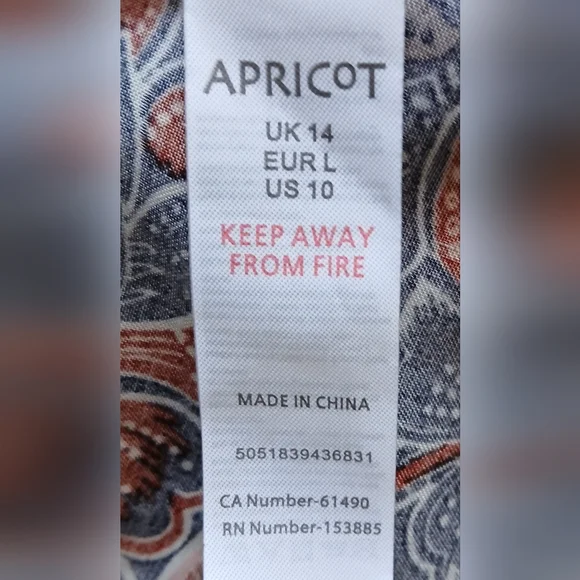 APRICOT
UK 14
EUR L
US 10
KEEP AWAY
FROM FIRE
MADE IN CHINA
5051839436831
CA Number-61490
RN Number-153885